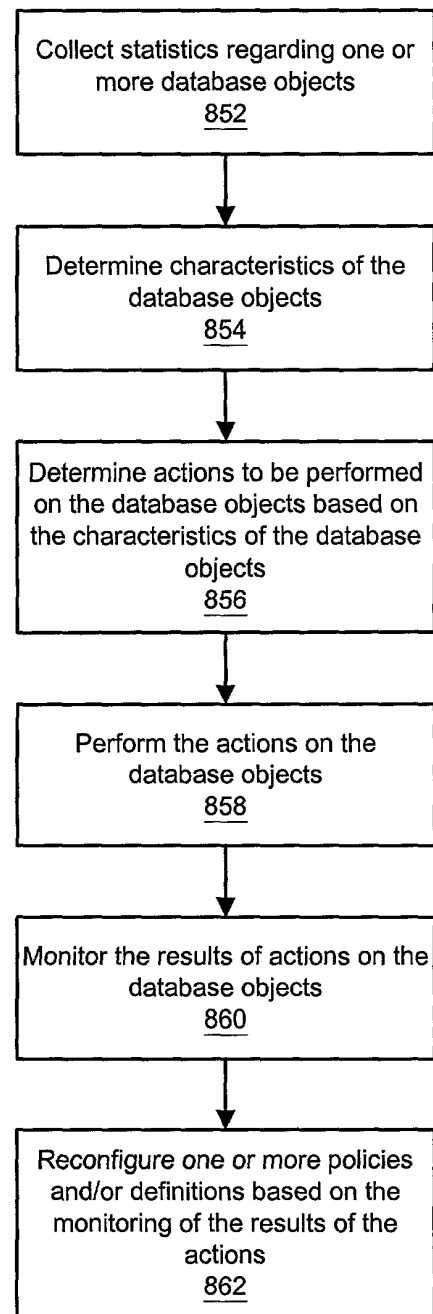 Collect statistics regarding one or
more database objects
852
Determine characteristics of the
database objects
854
Determine actions to be performed
on the database objects based on
the characteristics of the database
objects
856
Perform the actions on the
database objects
858
Monitor the results of actions on the
database objects
860
Reconfigure one or more policies
and/or definitions based on the
monitoring of the results of the
actions
862